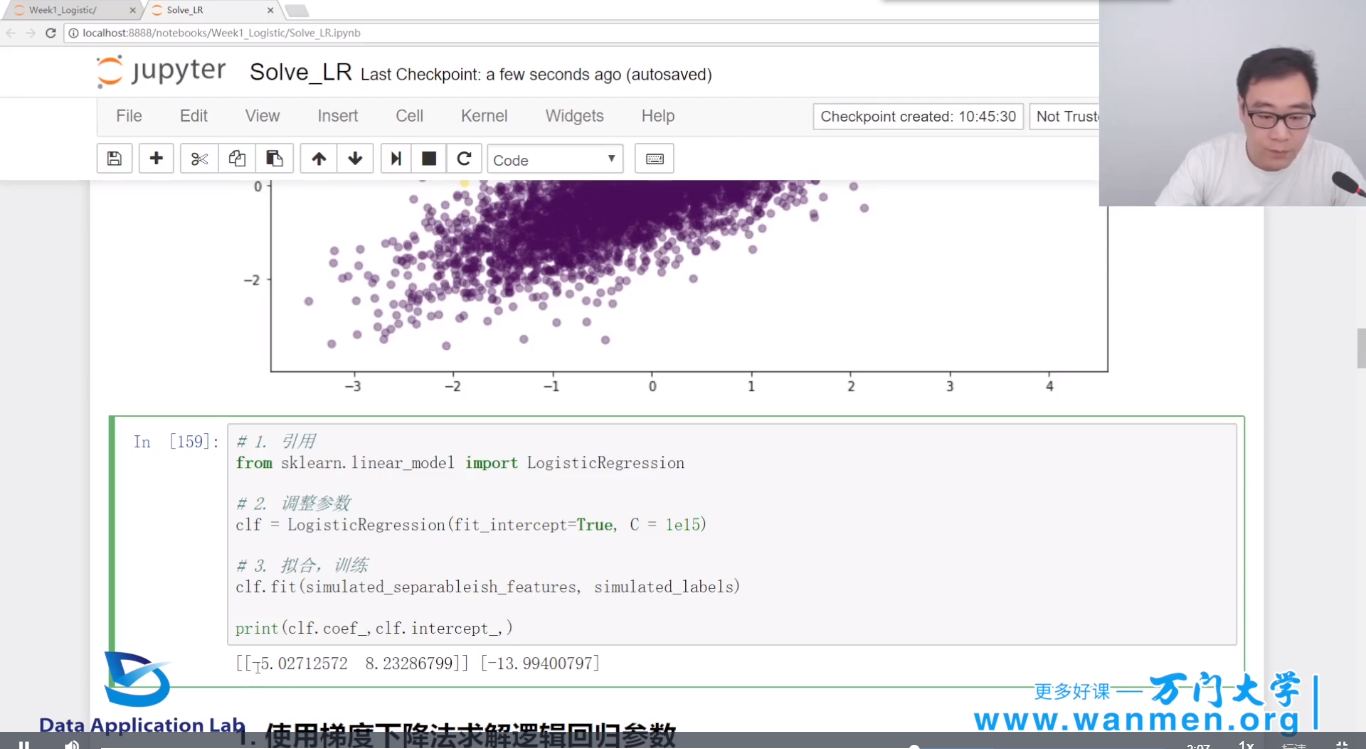 Week1_Logistic/
Solve_LR
localhost:8888/notebooks/Week1_Logistic/Solve_LR.ipynb
jupyter Solve_LR Last Checkpoint: a few seconds ago (autosaved)
File Edit View Insert Cell Kernel Widgets Help
Checkpoint created: 10:45:30
Not Truste
Code
0
−2
−3 −2 −1 0 1 2 3 4
In [159]:
# 1. 引用
from sklearn.linear_model import LogisticRegression
# 2. 调整参数
clf = LogisticRegression(fit_intercept=True, C = 1e15)
# 3. 拟合, 训练
clf.fit(simulated_separableish_features, simulated_labels)
print(clf.coef_,clf.intercept_,)
[[-5.02712572 8.23286799]] [-13.99400797]
Data Application Lab
1. 使用梯度下降法求解逻辑回归参数
更多好课 万门大学
www.wanmen.org